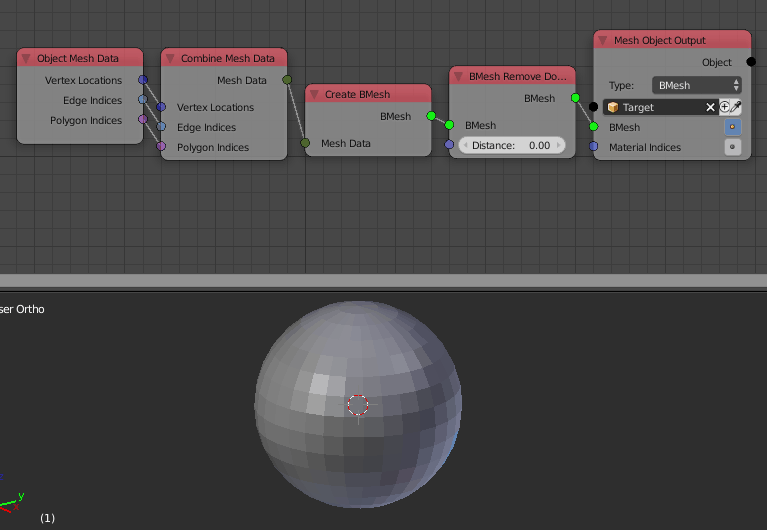 Object Mesh Data
Vertex Locations
Edge Indices
Polygon Indices
Combine Mesh Data
Mesh Data
Vertex Locations
Edge Indices
Polygon Indices
Create BMesh
BMesh
Mesh Data
BMesh Remove Do...
BMesh
BMesh
Distance: 0.00
Mesh Object Output
Object
Type: BMesh
Target
BMesh
Material Indices
ser Ortho
y
x
(1)